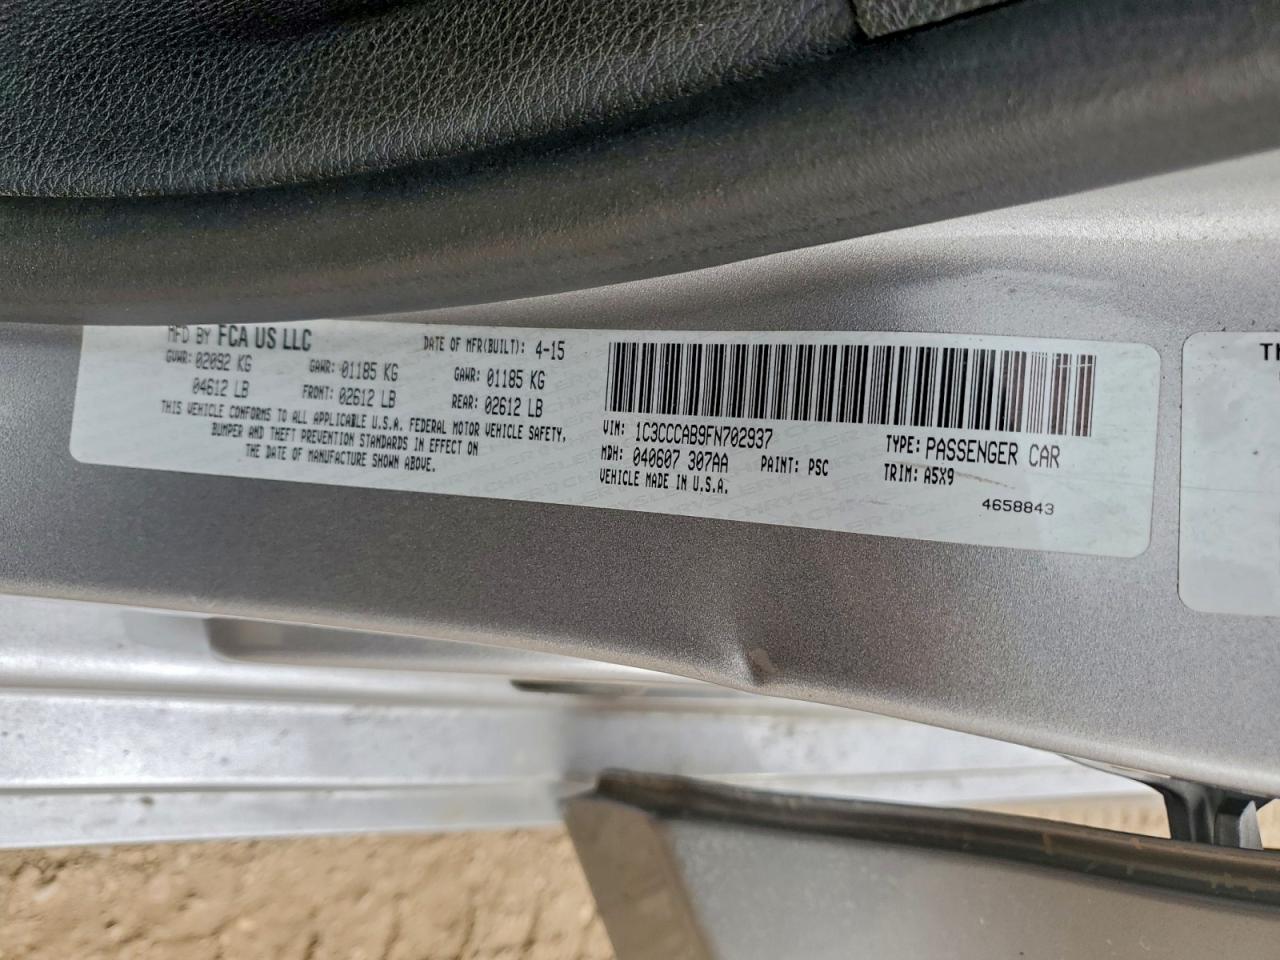 MFD BY FCA US LLC DATE OF MFR(BUILT): 4-15
GVWR: 02092 KG GAWR: 01185 KG GAWR: 01185 KG
04612 LB FRONT: 02612 LB REAR: 02612 LB
THIS VEHICLE CONFORMS TO ALL APPLICABLE U.S.A. FEDERAL MOTOR VEHICLE SAFETY,
BUMPER AND THEFT PREVENTION STANDARDS IN EFFECT ON
THE DATE OF MANUFACTURE SHOWN ABOVE.
VIN: 1C3CCCAB9FN702937 TYPE: PASSENGER CAR
MDH: 040607 307AA PAINT: PSC TRIM: A5X9
VEHICLE MADE IN U.S.A.
4658843